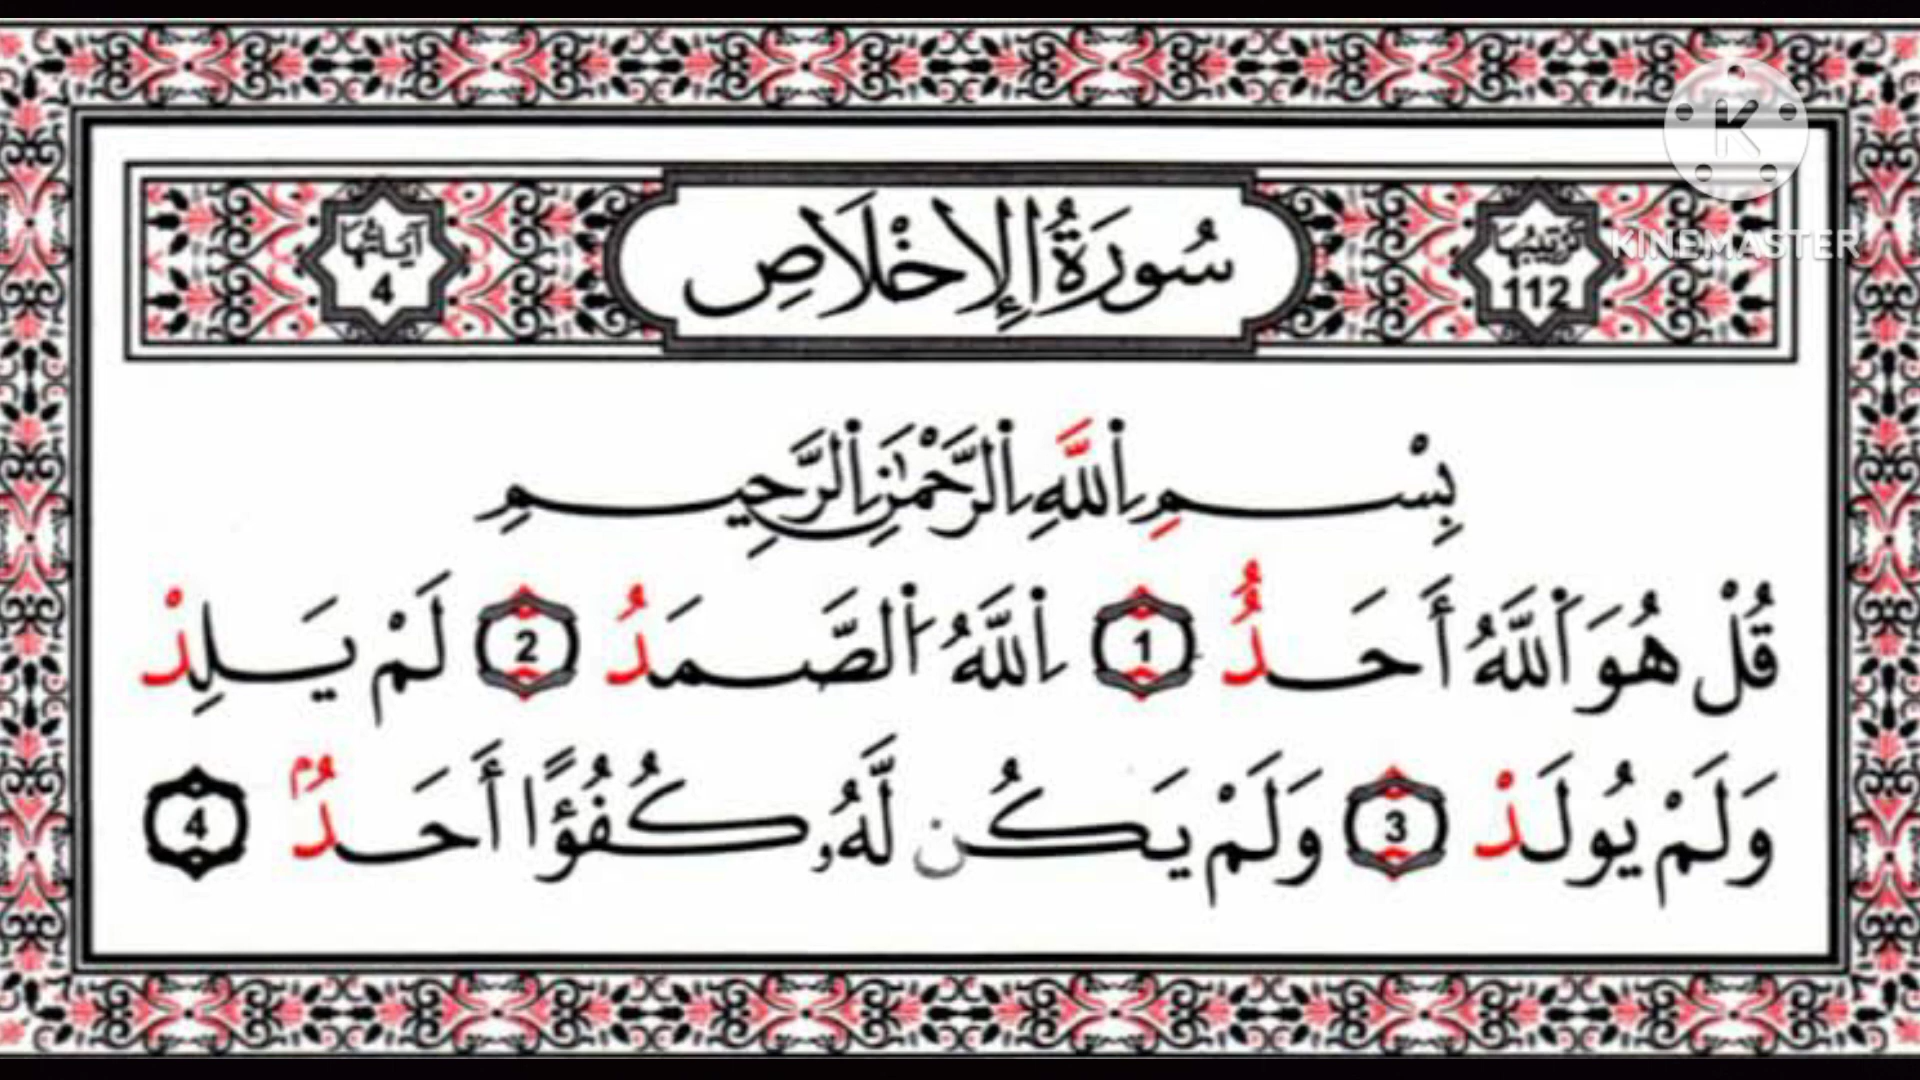 سُورَةُ الإِخْلَاصِ
تَرْتِيبُهَا 112
آيَاتُهَا 4
KINEMASTER
بِسْمِ اللَّهِ الرَّحْمَٰنِ الرَّحِيمِ
قُلْ هُوَ اللَّهُ أَحَدٌ 1 اللَّهُ الصَّمَدُ 2 لَمْ يَلِدْ
وَلَمْ يُولَدْ 3 وَلَمْ يَكُن لَّهُۥ كُفُؤًا أَحَدٌ 4